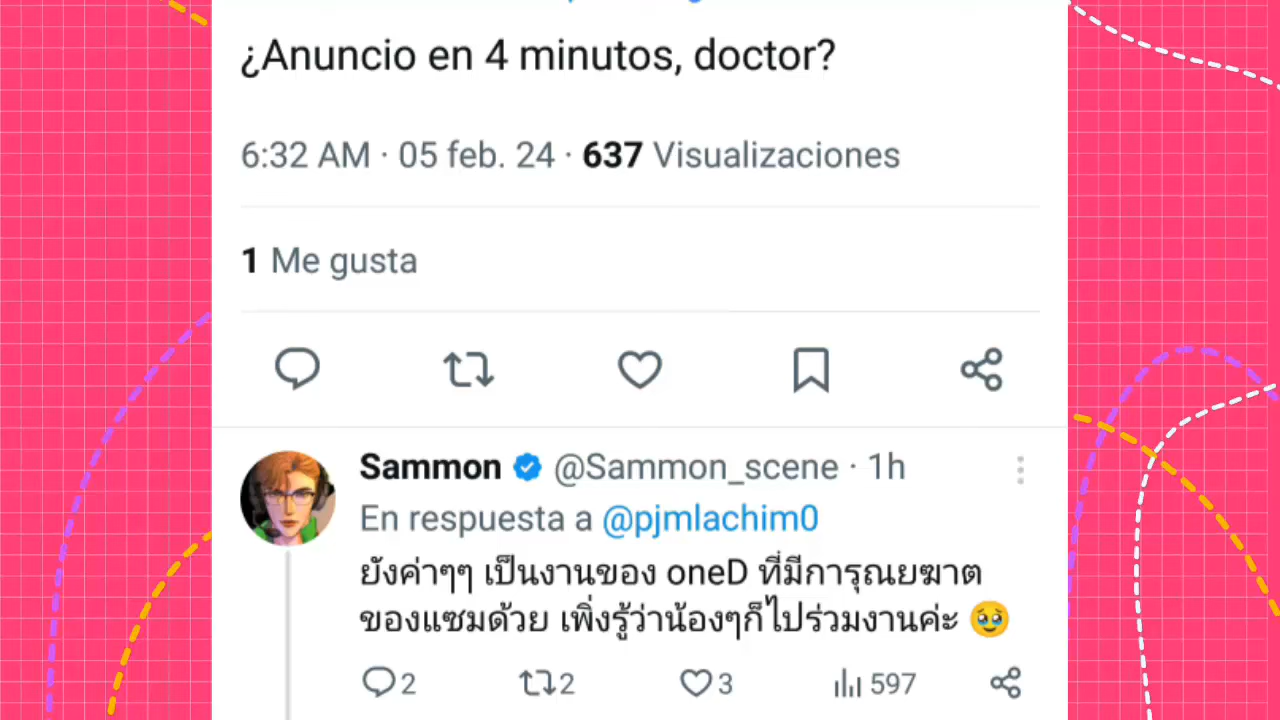 ¿Anuncio en 4 minutos, doctor?
6:32 AM · 05 feb. 24 · 637 Visualizaciones
1 Me gusta
Sammon @Sammon_scene · 1h
En respuesta a @pjmlachim0
ยังค่าๆๆ เป็นงานของ oneD ที่มีการุณยฆาต
ของแซมด้วย เพิ่งรู้ว่าน้องๆก็ไปร่วมงานค่ะ 🥹
2 2 3 597